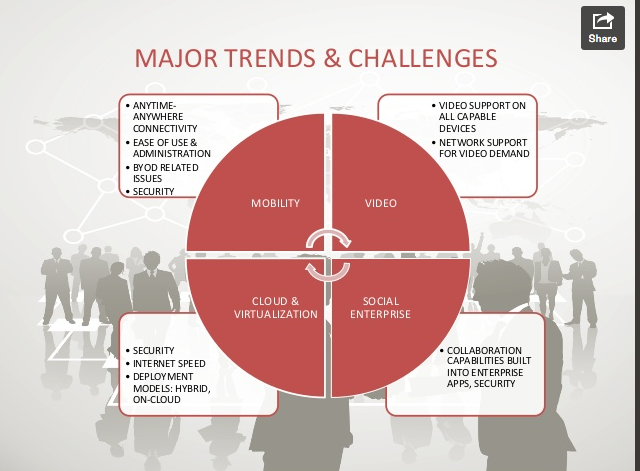 Share
MAJOR TRENDS & CHALLENGES
• ANYTIME-
ANYWHERE
CONNECTIVITY
• EASE OF USE &
ADMINISTRATION
• BYOD RELATED
ISSUES
• SECURITY
• VIDEO SUPPORT ON
ALL CAPABLE
DEVICES
• NETWORK SUPPORT
FOR VIDEO DEMAND
MOBILITY
VIDEO
CLOUD &
VIRTUALIZATION
SOCIAL
ENTERPRISE
• SECURITY
• INTERNET SPEED
• DEPLOYMENT
MODELS: HYBRID,
ON-CLOUD
• COLLABORATION
CAPABILITIES BUILT
INTO ENTERPRISE
APPS, SECURITY